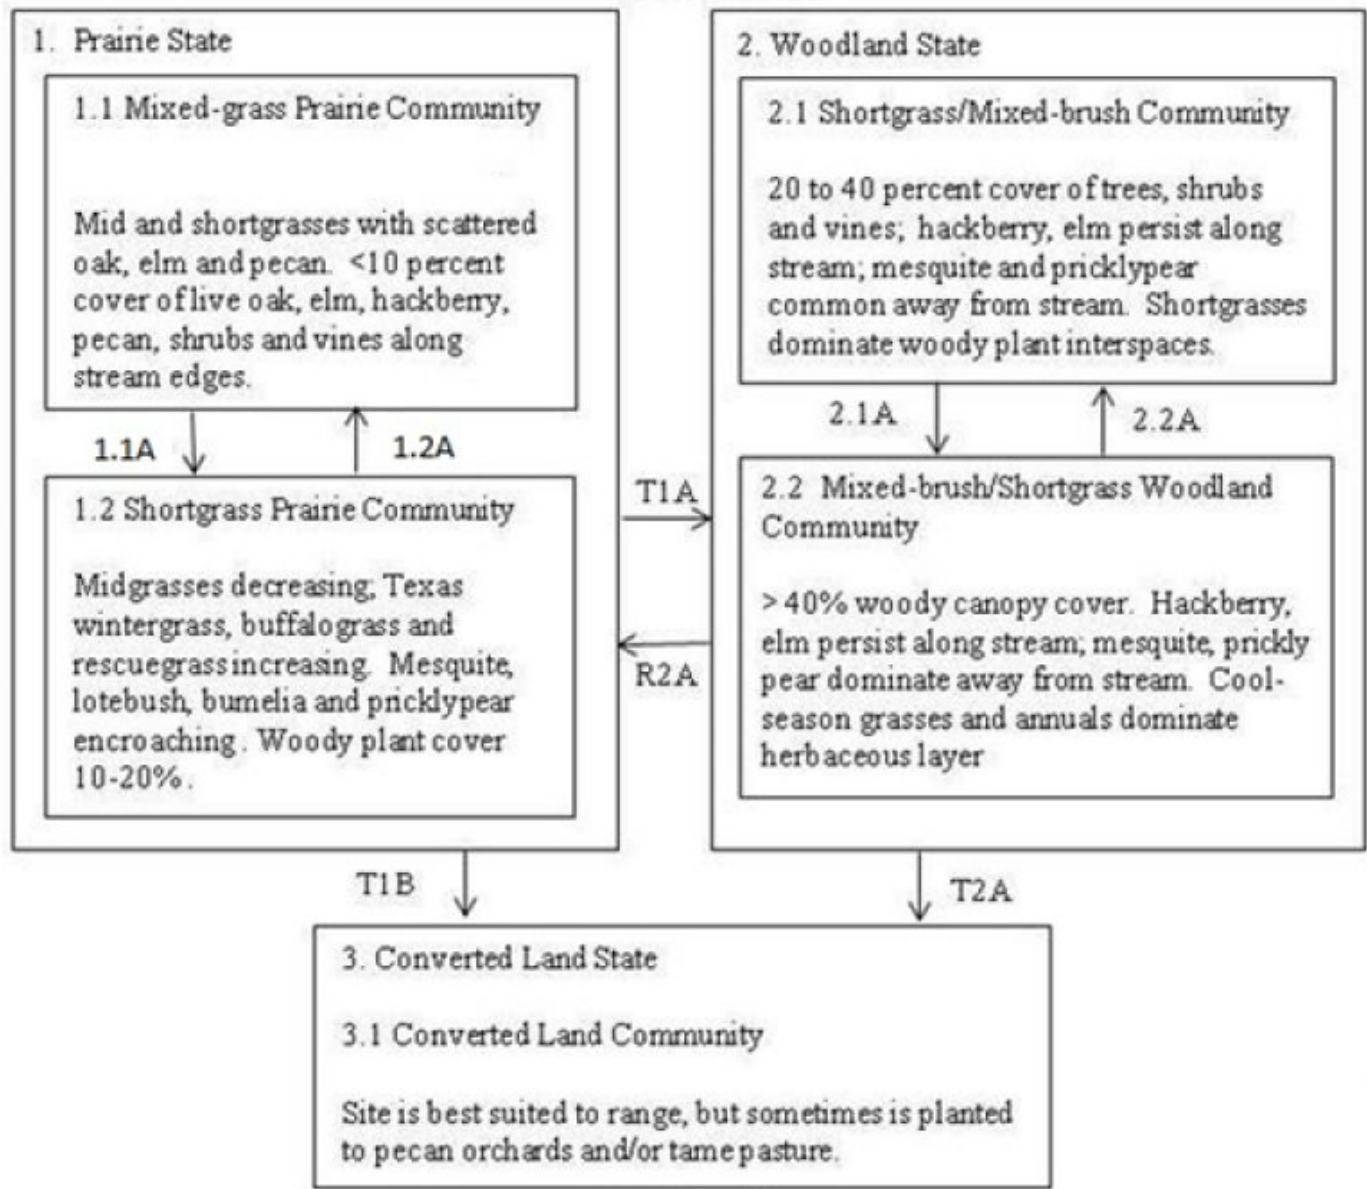 1. Prairie State
1.1 Mixed-grass Prairie Community
Mid and shortgrasses with scattered
oak, elm and pecan. <10 percent
cover of live oak, elm, hackberry,
pecan, shrubs and vines along
stream edges.
1.1A
1.2A
1.2 Shortgrass Prairie Community
Midgrasses decreasing; Texas
wintergrass, buffalograss and
rescuegrass increasing. Mesquite,
lotebush, bumelia and pricklypear
encroaching. Woody plant cover
10-20%.
T1A
R2A
2. Woodland State
2.1 Shortgrass/Mixed-brush Community
20 to 40 percent cover of trees, shrubs
and vines; hackberry, elm persist along
stream; mesquite and pricklypear
common away from stream. Shortgrasses
dominate woody plant interspaces.
2.1A
2.2A
2.2 Mixed-brush/Shortgrass Woodland
Community
> 40% woody canopy cover. Hackberry,
elm persist along stream; mesquite, prickly
pear dominate away from stream. Cool-
season grasses and annuals dominate
herbaceous layer
T1B
T2A
3. Converted Land State
3.1 Converted Land Community
Site is best suited to range, but sometimes is planted
to pecan orchards and/or tame pasture.